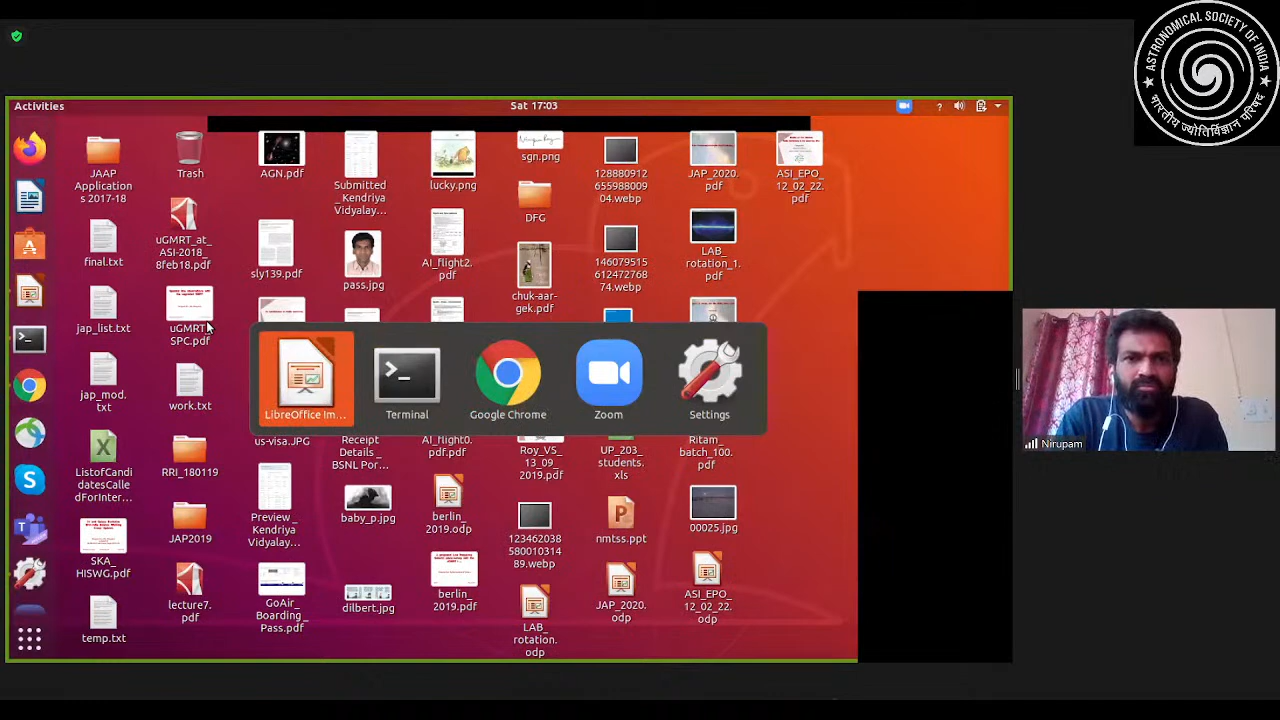 ASTRONOMICAL SOCIETY OF INDIA
भारतीय ज्योतिर्विज्ञान परिषद
Activities
Sat 17:03
?
JAAP
Application
s 2017-18
Trash
AGN.pdf
Submitted
_Kendriya
Vidyalay...
lucky.png
sgn.png
128880912
655988009
04.webp
JAP_2020.
pdf
ASI_EPO_
12_02_22.
pdf
DFG
final.txt
uGMRT_at_
ASI-2018_
8feb18.pdf
sly139.pdf
pass.jpg
AI_flight2.
pdf
chuk-aar-
gek.pdf
146079515
612472768
74.webp
LAB_
rotation_1.
pdf
jap_list.txt
uGMRT_
SPC.pdf
LibreOffice Im...
Terminal
Google Chrome
Zoom
Settings
jap_mod.
txt
work.txt
us-visa.JPG
Receipt
Details_
BSNL Por...
AI_flight0.
pdf.pdf
Roy_VS_
13_09_
2019.pdf
UP_203_
students.
xls
Ritam_
batch_100.
pdf
ListofCandi
datesCalle
dForInter...
RRI_180119
Preview_
Kendriya
Vidyalay...
baby_p.jpg
berlin_
2019.odp
123462038
580010314
89.webp
nmtss.ppt
00025.jpg
SKA_
HISWG.pdf
JAP2019
temp.txt
lecture7.
pdf
GoAir_
Boarding_
Pass.pdf
dilbert.jpg
berlin_
2019.pdf
LAB_
rotation.
odp
JAP_2020.
odp
ASI_EPO_
12_02_22.
odp
Nirupam